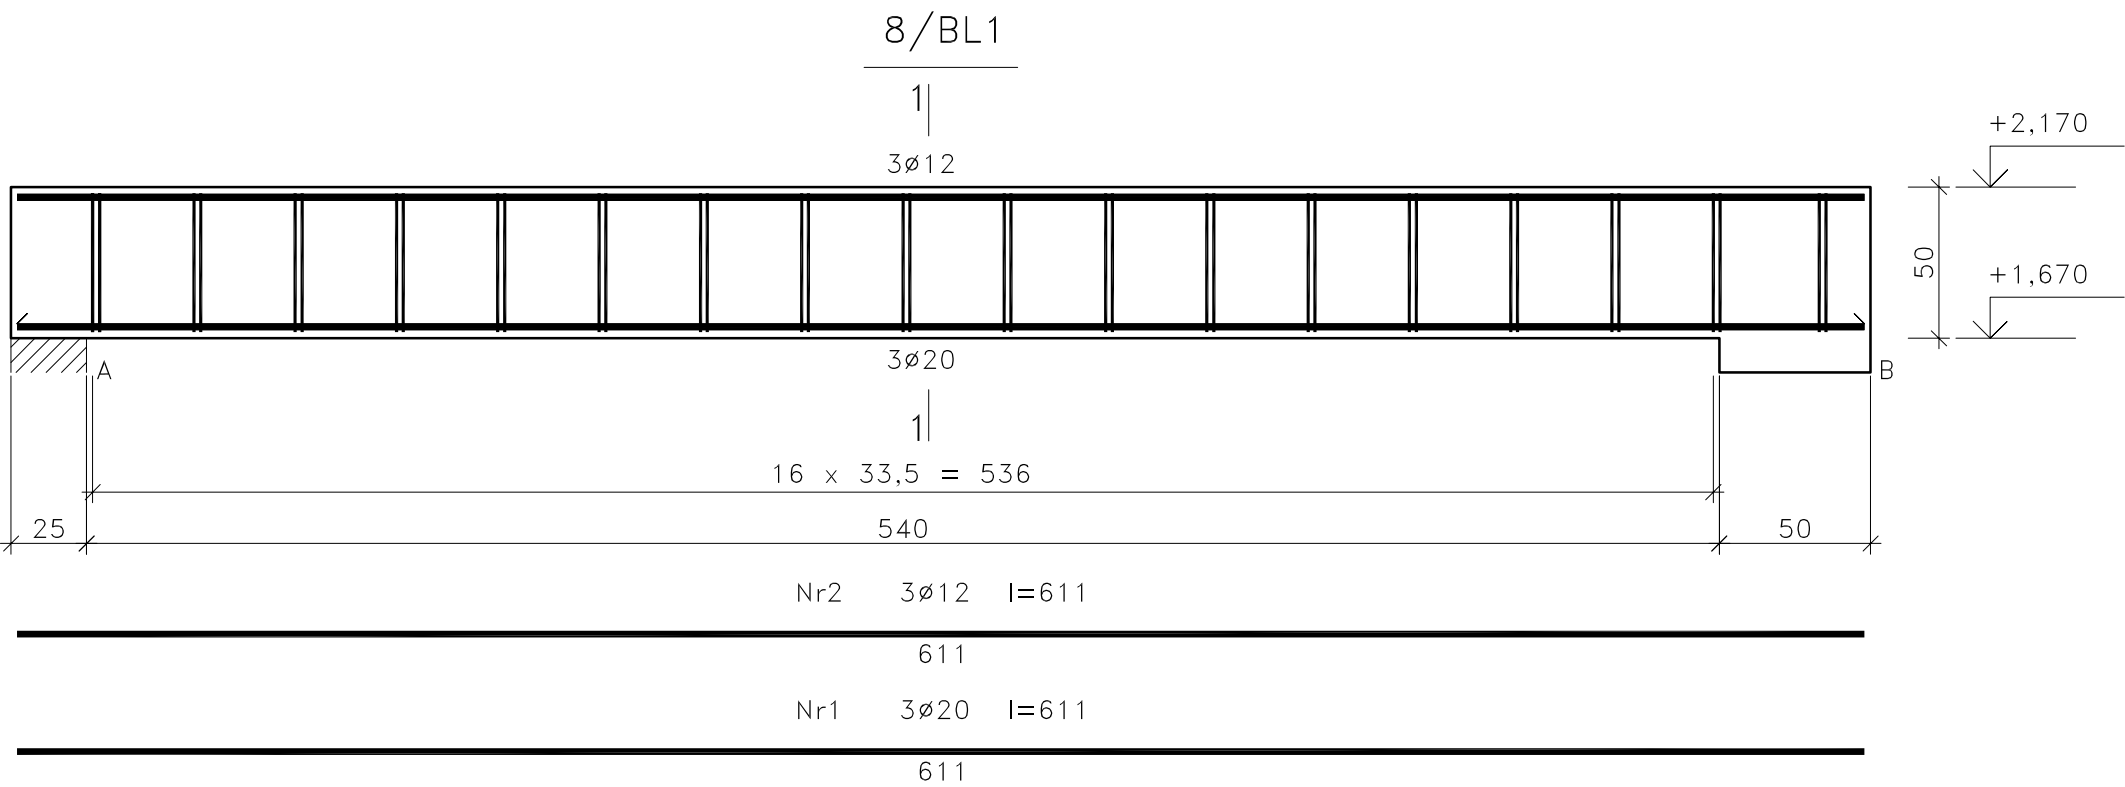 8/BL1
1
3ø12
+2,170
50
+1,670
3ø20
A
B
1
16 x 33,5 = 536
25
540
50
Nr2 3ø12 l=611
611
Nr1 3ø20 l=611
611